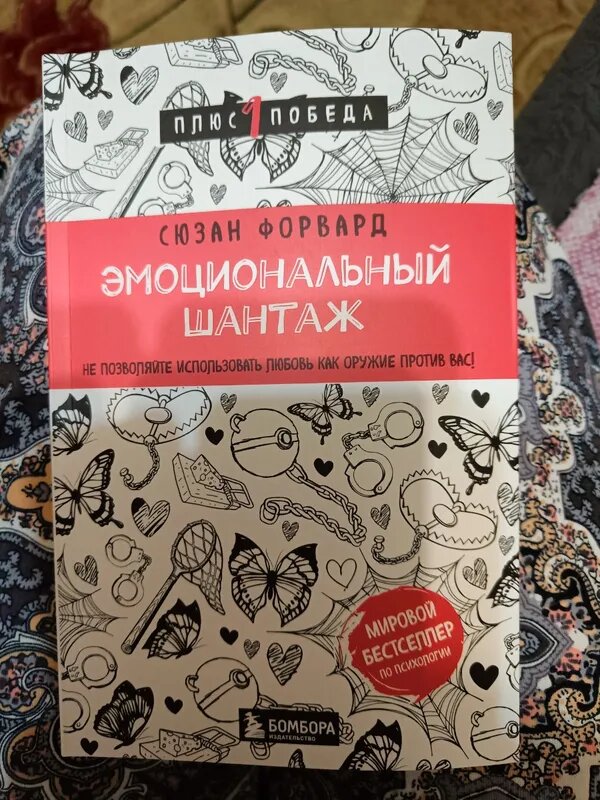 ПЛЮС 1 ПОБЕДА
СЮЗАН ФОРВАРД
ЭМОЦИОНАЛЬНЫЙ
ШАНТАЖ
НЕ ПОЗВОЛЯЙТЕ ИСПОЛЬЗОВАТЬ ЛЮБОВЬ КАК ОРУЖИЕ ПРОТИВ ВАС!
МИРОВОЙ
БЕСТСЕЛЛЕР
ПО ПСИХОЛОГИИ
БОМБОРА
ИЗДАТЕЛЬСТВО